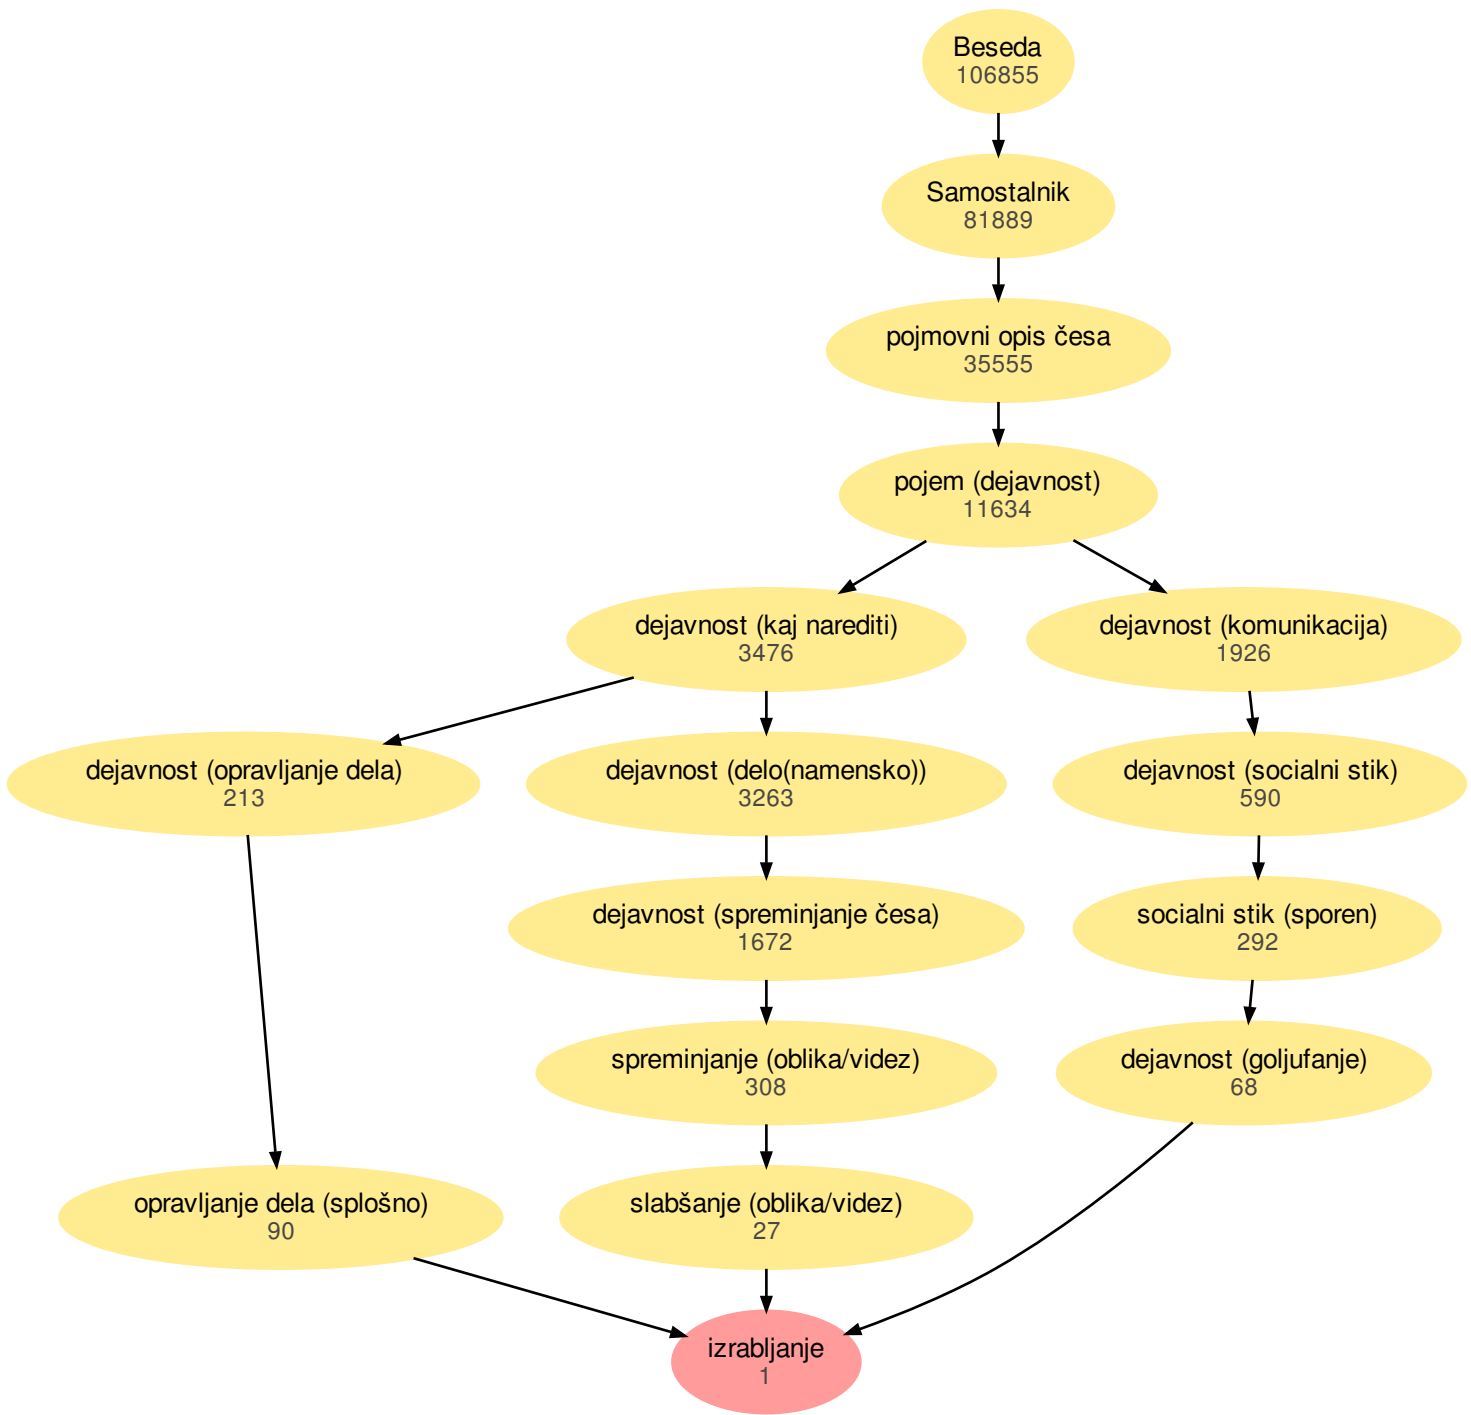 Beseda
106855
Samostalnik
81889
pojmovni opis česa
35555
pojem (dejavnost)
11634
dejavnost (kaj narediti)
3476
dejavnost (komunikacija)
1926
dejavnost (opravljanje dela)
213
dejavnost (delo(namensko))
3263
dejavnost (socialni stik)
590
dejavnost (spreminjanje česa)
1672
socialni stik (sporen)
292
spreminjanje (oblika/videz)
308
dejavnost (goljufanje)
68
opravljanje dela (splošno)
90
slabšanje (oblika/videz)
27
izrabljanje
1